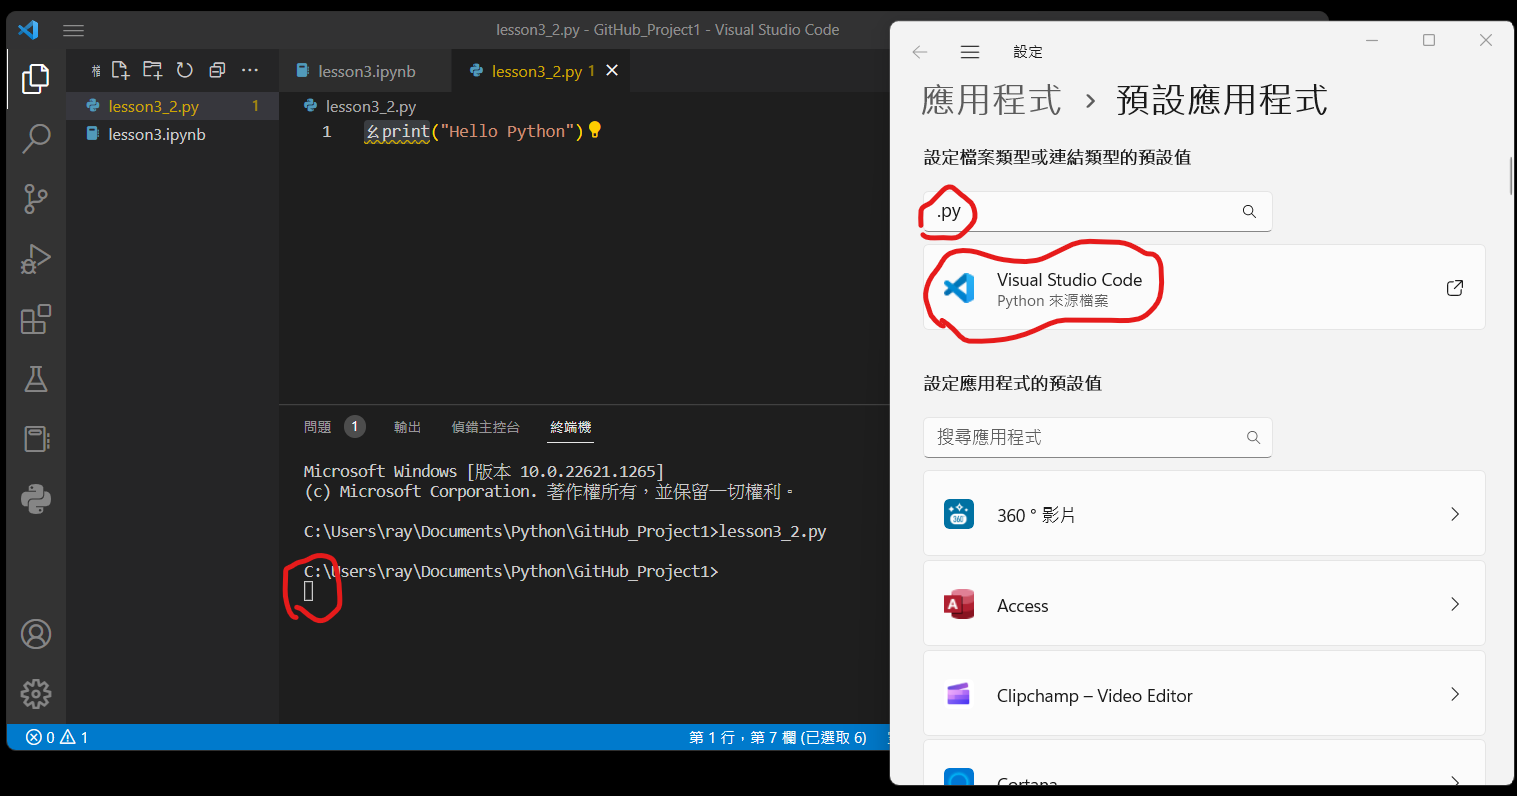 lesson3_2.py - GitHub_Project1 - Visual Studio Code
lesson3_2.py 1
lesson3.ipynb
lesson3.ipynb
lesson3_2.py 1
lesson3_2.py
1 ㄠprint("Hello Python")
問題 1 輸出 偵錯主控台 終端機
Microsoft Windows [版本 10.0.22621.1265]
(c) Microsoft Corporation. 著作權所有，並保留一切權利。
C:\Users\ray\Documents\Python\GitHub_Project1>lesson3_2.py
C:\Users\ray\Documents\Python\GitHub_Project1>
0 1
第 1 行，第 7 欄 (已選取 6)
設定
應用程式 › 預設應用程式
設定檔案類型或連結類型的預設值
.py
Visual Studio Code
Python 來源檔案
設定應用程式的預設值
搜尋應用程式
360
360 ° 影片
A
Access
Clipchamp – Video Editor
Cortana